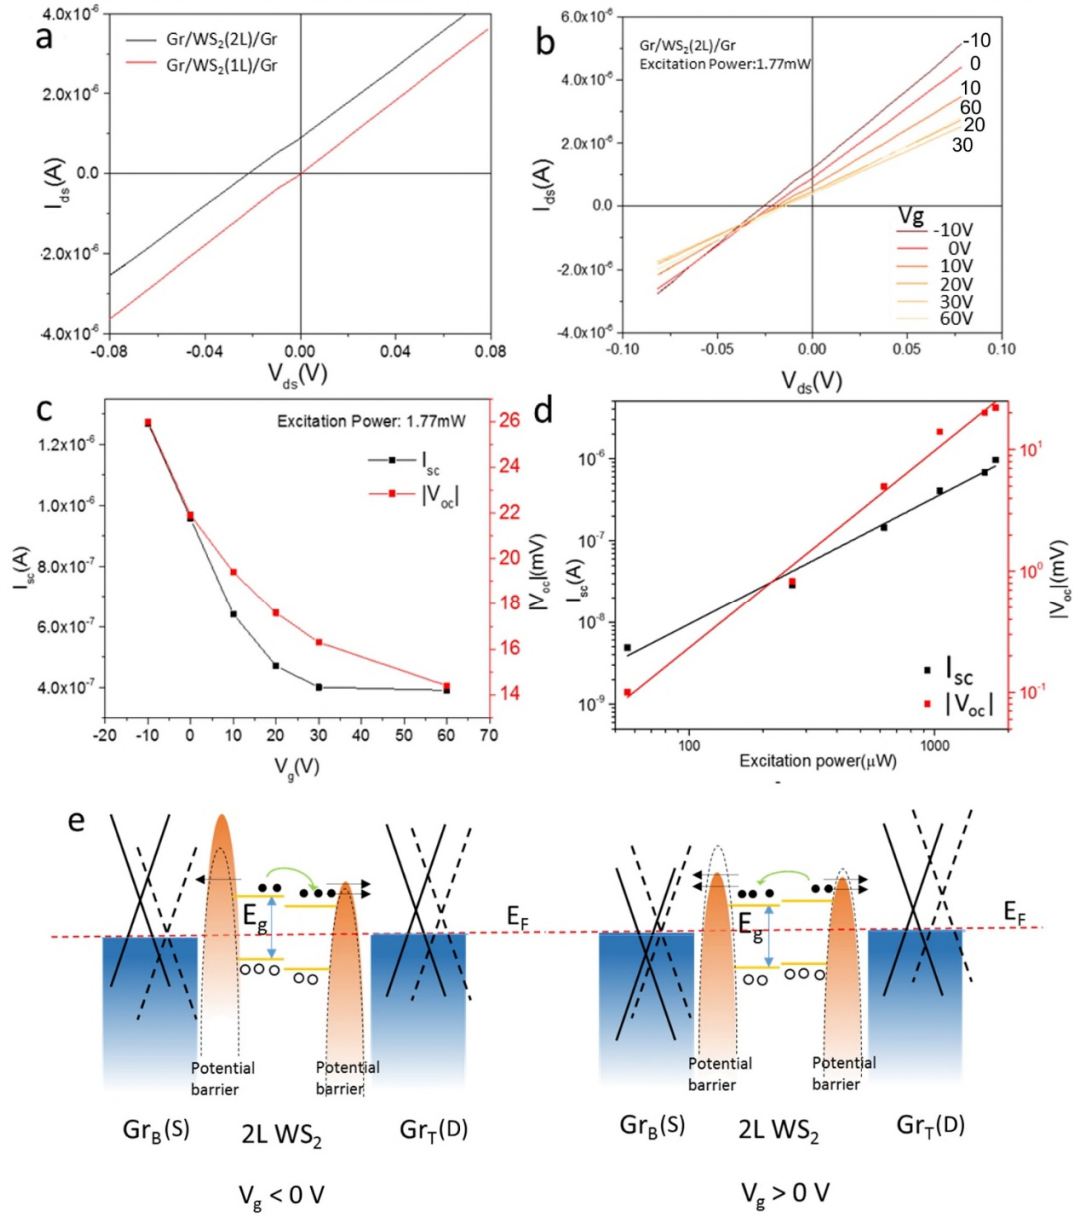 a
Gr/WS₂(2L)/Gr
Gr/WS₂(1L)/Gr
4.0x10⁻⁶
2.0x10⁻⁶
0.0
-2.0x10⁻⁶
-4.0x10⁻⁶
I_ds(A)
-0.08
-0.04
0.00
0.04
0.08
V_ds(V)
b
Gr/WS₂(2L)/Gr
Excitation Power:1.77mW
6.0x10⁻⁶
4.0x10⁻⁶
2.0x10⁻⁶
0.0
-2.0x10⁻⁶
-4.0x10⁻⁶
I_ds(A)
-10
0
10
60
20
30
Vg
-10V
0V
10V
20V
30V
60V
-0.10
-0.05
0.00
0.05
0.10
V_ds(V)
c
Excitation Power: 1.77mW
I_sc
|V_oc|
1.2x10⁻⁶
1.0x10⁻⁶
8.0x10⁻⁷
6.0x10⁻⁷
4.0x10⁻⁷
I_sc(A)
26
24
22
20
18
16
14
|V_oc|(mV)
-20
-10
0
10
20
30
40
50
60
70
V_g(V)
d
10⁻⁶
10⁻⁷
10⁻⁸
10⁻⁹
I_sc(A)
10¹
10⁰
10⁻¹
|V_oc|(mV)
I_sc
|V_oc|
100
1000
Excitation power(μW)
e
E_g
E_F
Potential
barrier
Potential
barrier
Gr_B(S)
2L WS₂
Gr_T(D)
V_g < 0 V
E_g
E_F
Potential
barrier
Potential
barrier
Gr_B(S)
2L WS₂
Gr_T(D)
V_g > 0 V